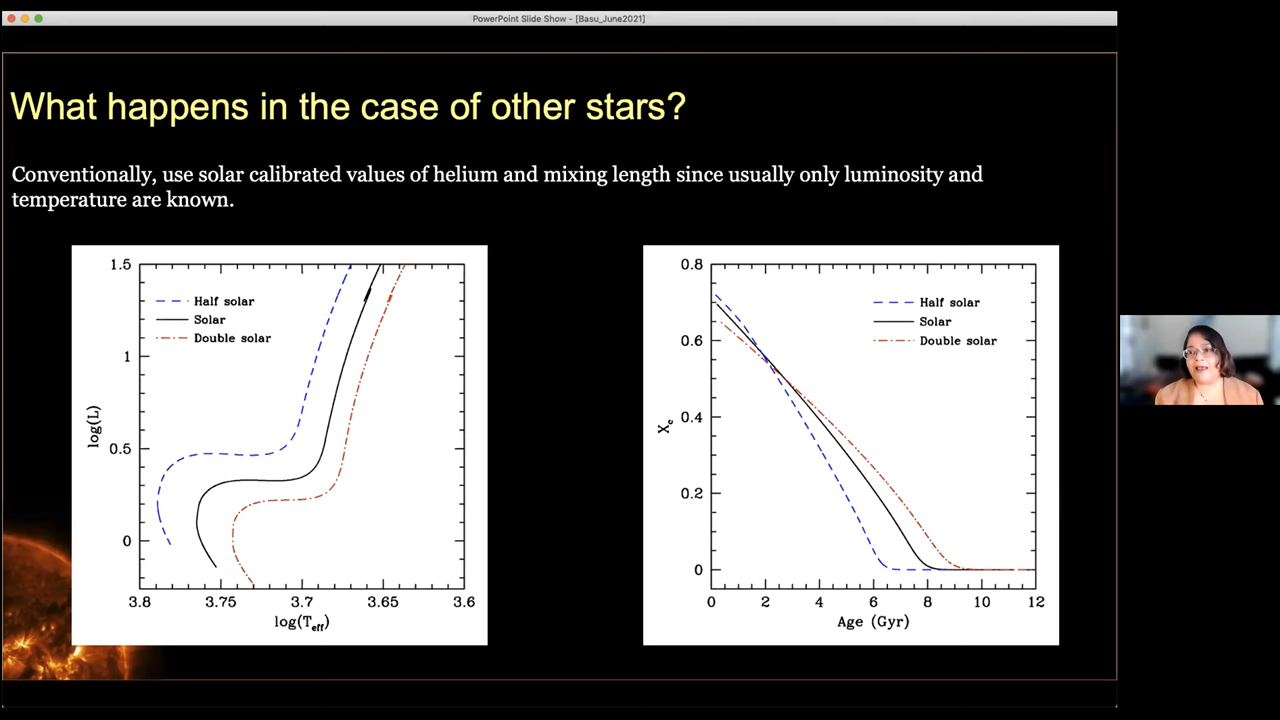 PowerPoint Slide Show - [Basu_June2021]
What happens in the case of other stars?
Conventionally, use solar calibrated values of helium and mixing length since usually only luminosity and
temperature are known.
1.5
Half solar
Solar
Double solar
1
log(L)
0.5
0
3.8 3.75 3.7 3.65 3.6
log(Teff)
0.8
Half solar
Solar
Double solar
0.6
Xc
0.4
0.2
0
0 2 4 6 8 10 12
Age (Gyr)